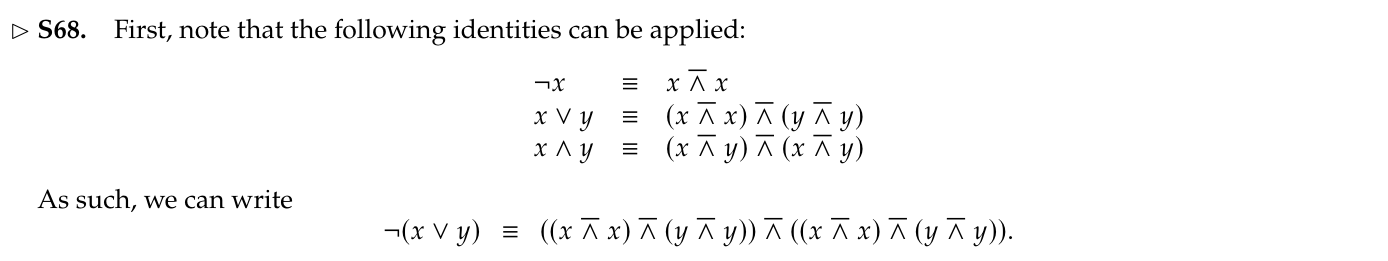 ▷ S68. First, note that the following identities can be applied:
¬x ≡ x ⊼ x
x ∨ y ≡ (x ⊼ x) ⊼ (y ⊼ y)
x ∧ y ≡ (x ⊼ y) ⊼ (x ⊼ y)
As such, we can write
¬(x ∨ y) ≡ ((x ⊼ x) ⊼ (y ⊼ y)) ⊼ ((x ⊼ x) ⊼ (y ⊼ y)).